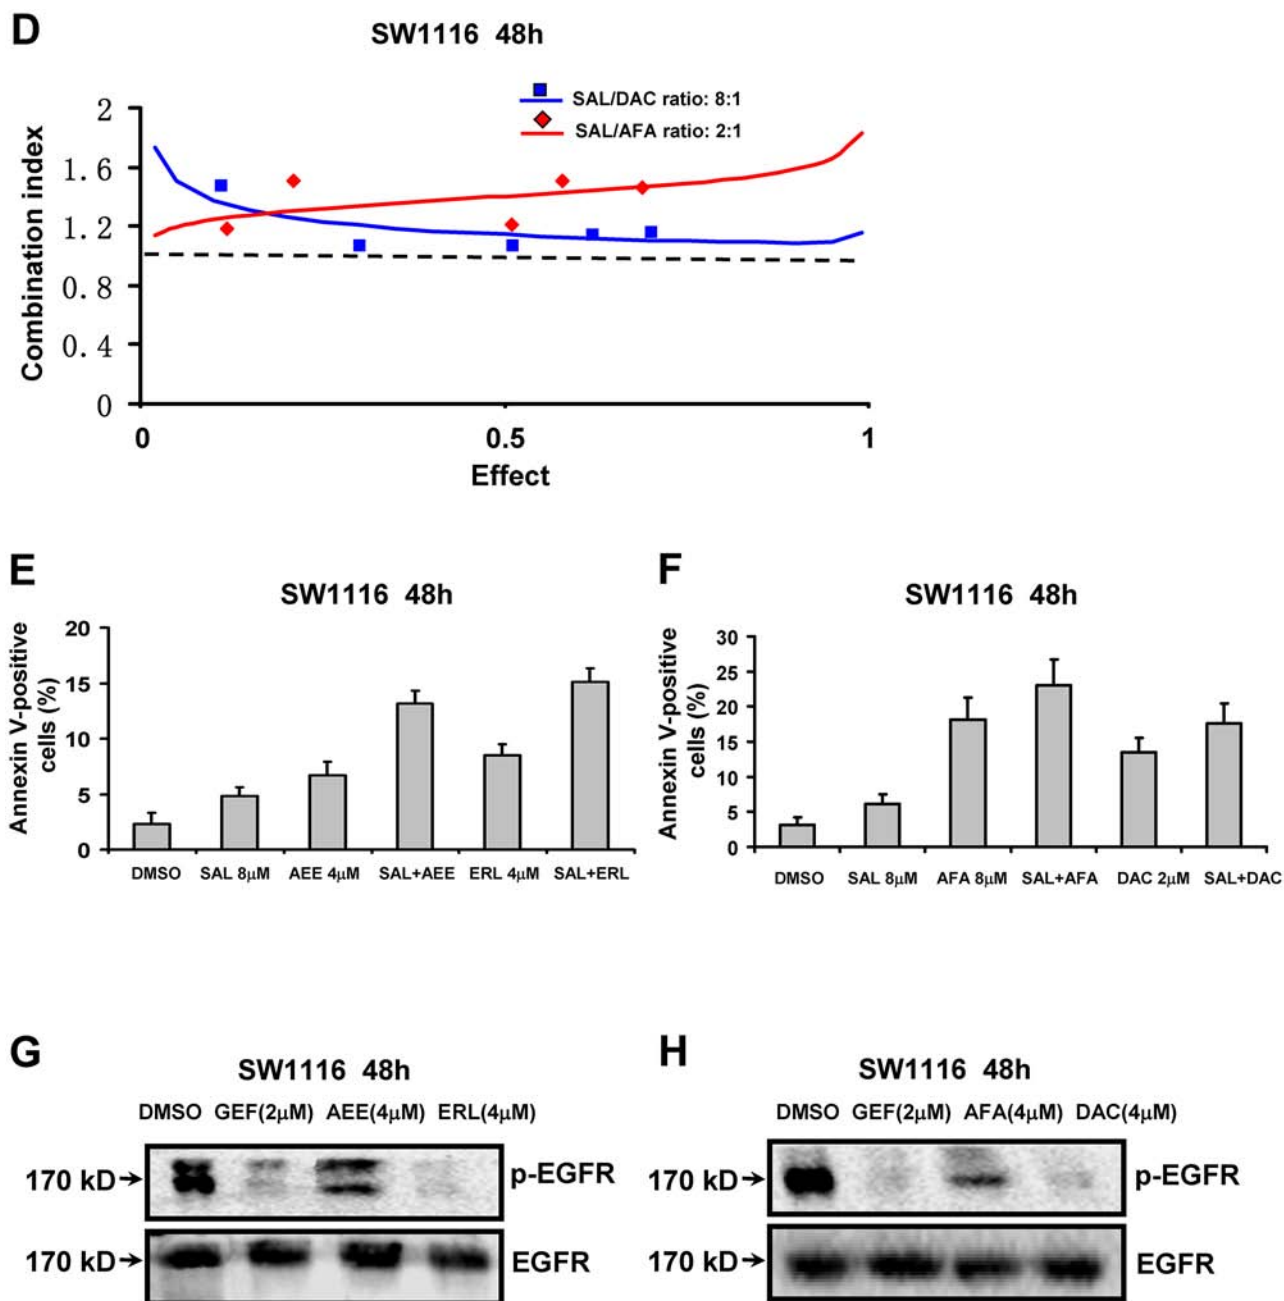 D
SW1116 48h
SAL/DAC ratio: 8:1
SAL/AFA ratio: 2:1
Combination index
2
1.6
1.2
0.8
0.4
0
0 0.5 1
Effect
E
SW1116 48h
Annexin V-positive
cells (%)
20
15
10
5
0
DMSO SAL 8μM AEE 4μM SAL+AEE ERL 4μM SAL+ERL
F
SW1116 48h
Annexin V-positive
cells (%)
30
25
20
15
10
5
0
DMSO SAL 8μM AFA 8μM SAL+AFA DAC 2μM SAL+DAC
G
SW1116 48h
DMSO GEF(2μM) AEE(4μM) ERL(4μM)
170 kD→ p-EGFR
170 kD→ EGFR
H
SW1116 48h
DMSO GEF(2μM) AFA(4μM) DAC(4μM)
170 kD→ p-EGFR
170 kD→ EGFR